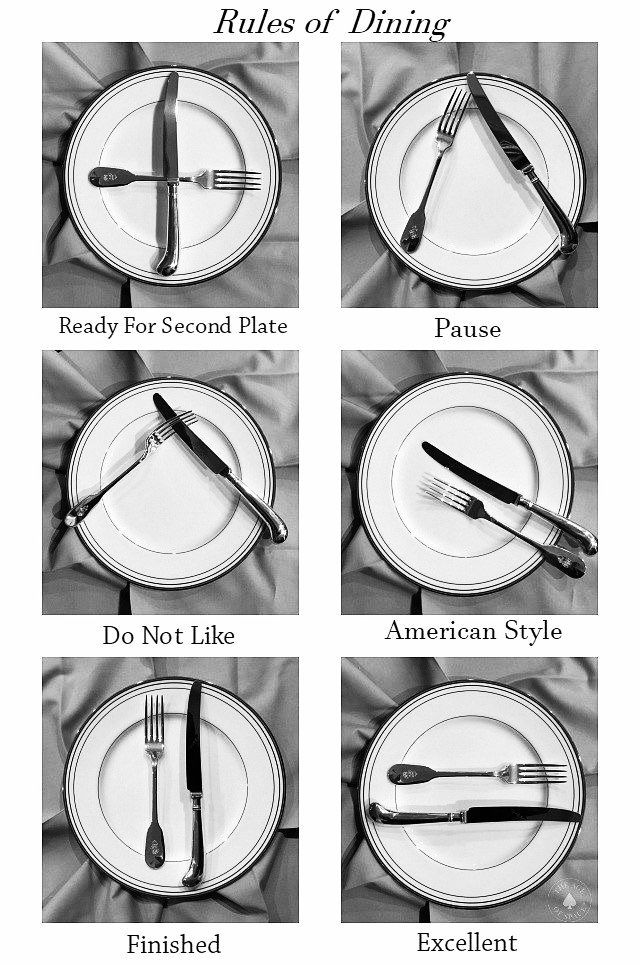 Rules of Dining
Ready For Second Plate
Pause
Do Not Like
American Style
Finished
Excellent